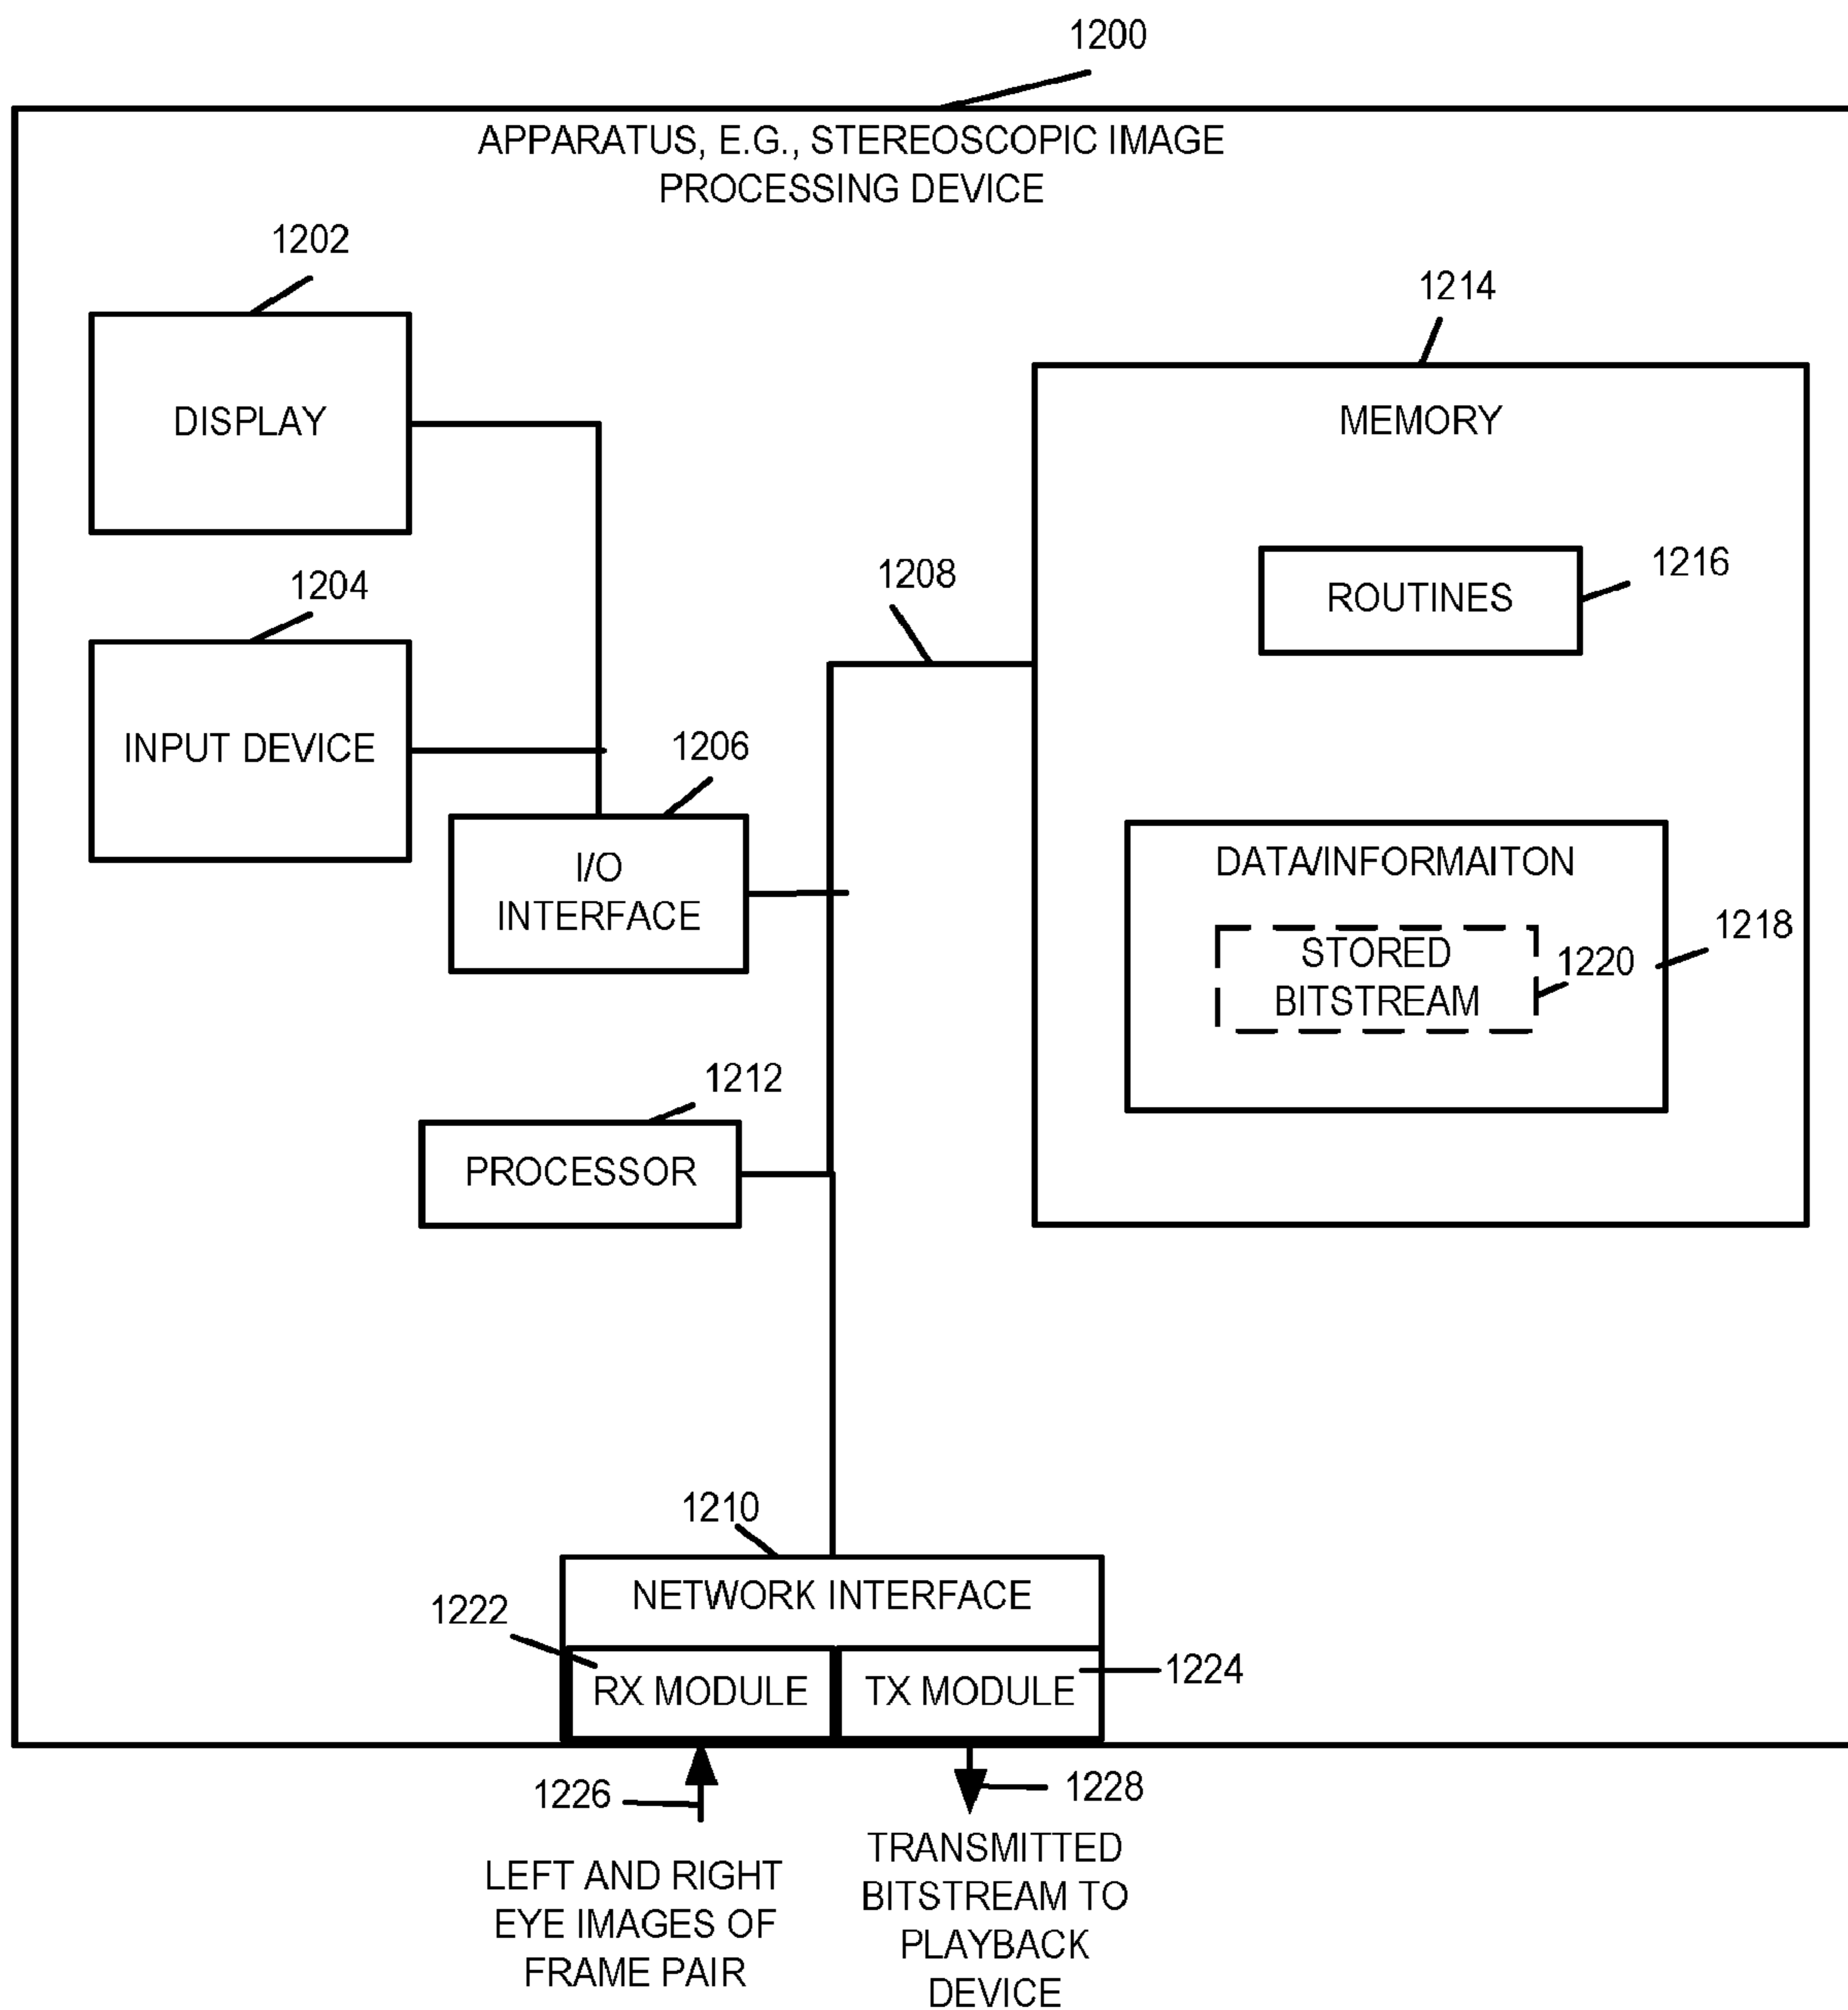 1200
APPARATUS, E.G., STEREOSCOPIC IMAGE
PROCESSING DEVICE
1202
DISPLAY
1204
INPUT DEVICE
1206
I/O
INTERFACE
1208
1214
MEMORY
ROUTINES
1216
DATA/INFORMAITON
1218
STORED
BITSTREAM
1220
1212
PROCESSOR
1210
NETWORK INTERFACE
1222
RX MODULE
TX MODULE
1224
1226
LEFT AND RIGHT
EYE IMAGES OF
FRAME PAIR
1228
TRANSMITTED
BITSTREAM TO
PLAYBACK
DEVICE